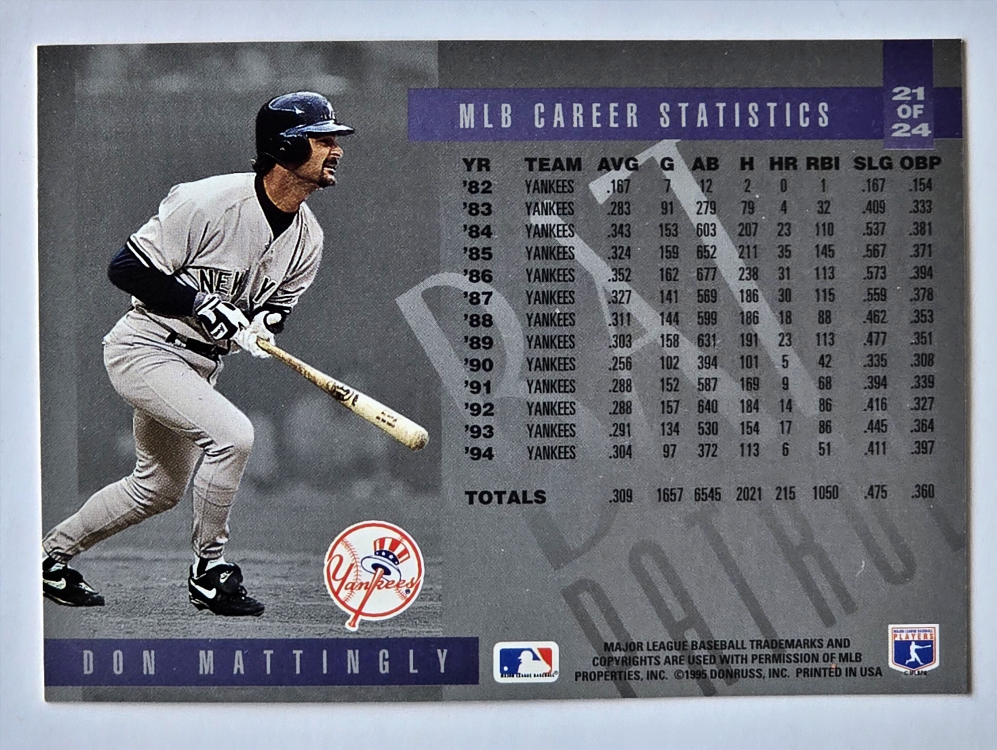 MLB CAREER STATISTICS
21
OF
24
YR TEAM AVG G AB H HR RBI SLG OBP
'82 YANKEES .167 7 12 2 0 1 .167 .154
'83 YANKEES .283 91 279 79 4 32 .409 .333
'84 YANKEES .343 153 603 207 23 110 .537 .381
'85 YANKEES .324 159 652 211 35 145 .567 .371
'86 YANKEES .352 162 677 238 31 113 .573 .394
'87 YANKEES .327 141 569 186 30 115 .559 .378
'88 YANKEES .311 144 599 186 18 88 .462 .353
'89 YANKEES .303 158 631 191 23 113 .477 .351
'90 YANKEES .256 102 394 101 5 42 .335 .308
'91 YANKEES .288 152 587 169 9 68 .394 .339
'92 YANKEES .288 157 640 184 14 86 .416 .327
'93 YANKEES .291 134 530 154 17 86 .445 .364
'94 YANKEES .304 97 372 113 6 51 .411 .397
TOTALS .309 1657 6545 2021 215 1050 .475 .360
BAT
PATROL
NEW Y
Yankees
DON MATTINGLY
MAJOR LEAGUE BASEBALL
MAJOR LEAGUE BASEBALL TRADEMARKS AND
COPYRIGHTS ARE USED WITH PERMISSION OF MLB
PROPERTIES, INC. ©1995 DONRUSS, INC. PRINTED IN USA
MAJOR LEAGUE BASEBALL
PLAYERS